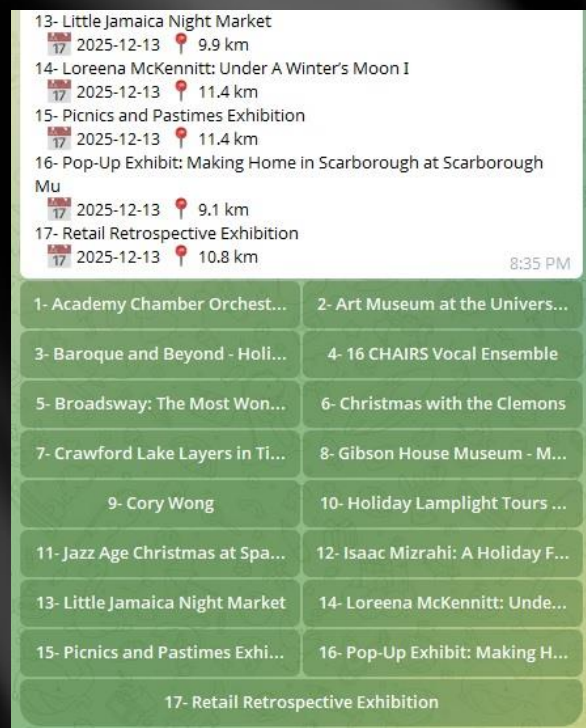 13- Little Jamaica Night Market
17 2025-12-13 📍 9.9 km
14- Loreena McKennitt: Under A Winter's Moon I
17 2025-12-13 📍 11.4 km
15- Picnics and Pastimes Exhibition
17 2025-12-13 📍 11.4 km
16- Pop-Up Exhibit: Making Home in Scarborough at Scarborough
Mu
17 2025-12-13 📍 9.1 km
17- Retail Retrospective Exhibition
17 2025-12-13 📍 10.8 km
8:35 PM
1- Academy Chamber Orchest...
2- Art Museum at the Univers...
3- Baroque and Beyond - Holi...
4- 16 CHAIRS Vocal Ensemble
5- Broadsway: The Most Won...
6- Christmas with the Clemons
7- Crawford Lake Layers in Ti...
8- Gibson House Museum - M...
9- Cory Wong
10- Holiday Lamplight Tours ...
11- Jazz Age Christmas at Spa...
12- Isaac Mizrahi: A Holiday F...
13- Little Jamaica Night Market
14- Loreena McKennitt: Unde...
15- Picnics and Pastimes Exhi...
16- Pop-Up Exhibit: Making H...
17- Retail Retrospective Exhibition